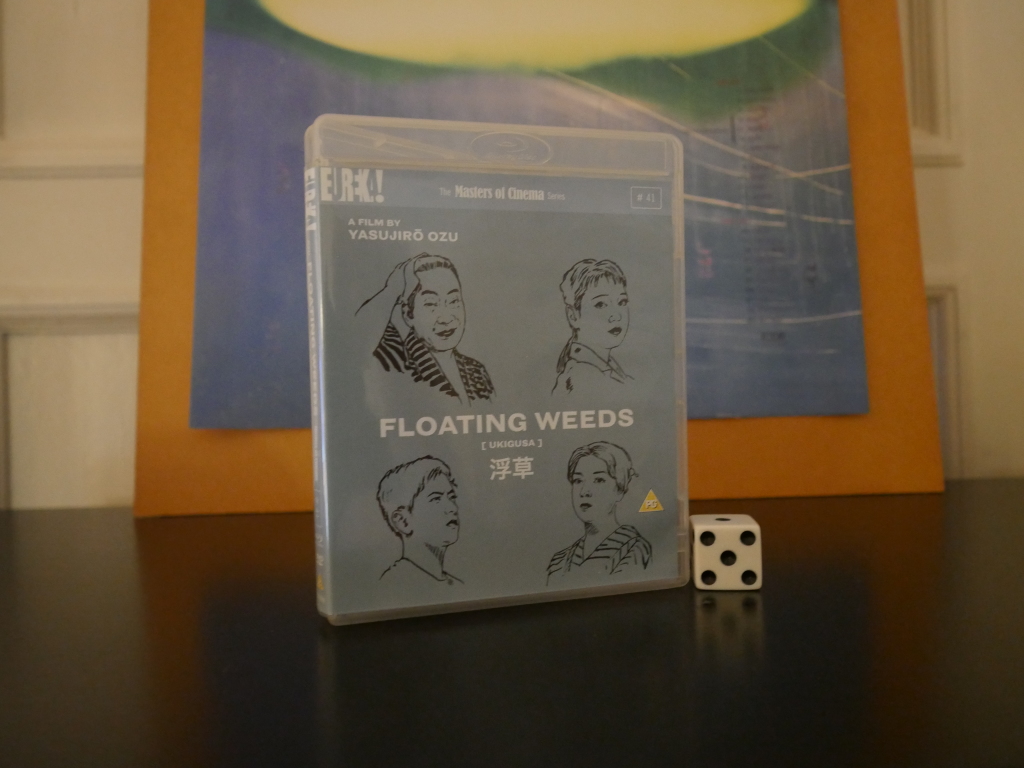 EUREKA!
The Masters of Cinema Series
# 41
A FILM BY
YASUJIRŌ OZU
FLOATING WEEDS
[ UKIGUSA ]
浮草
PG